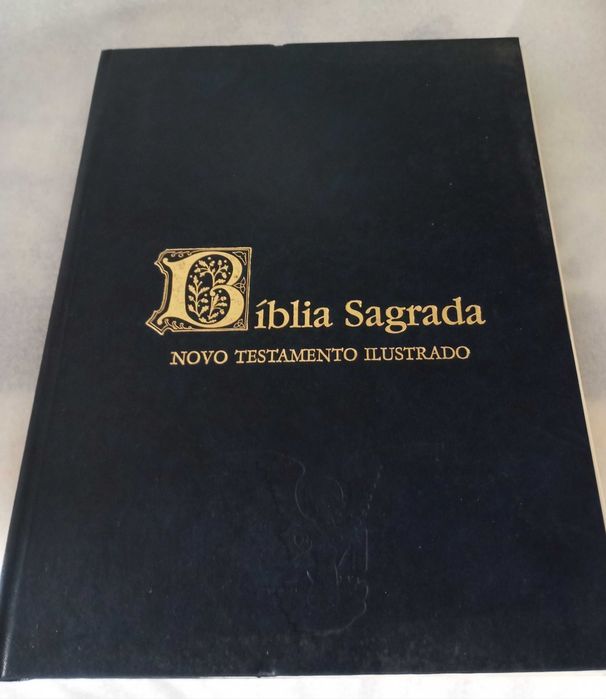 Bíblia Sagrada
NOVO TESTAMENTO ILUSTRADO